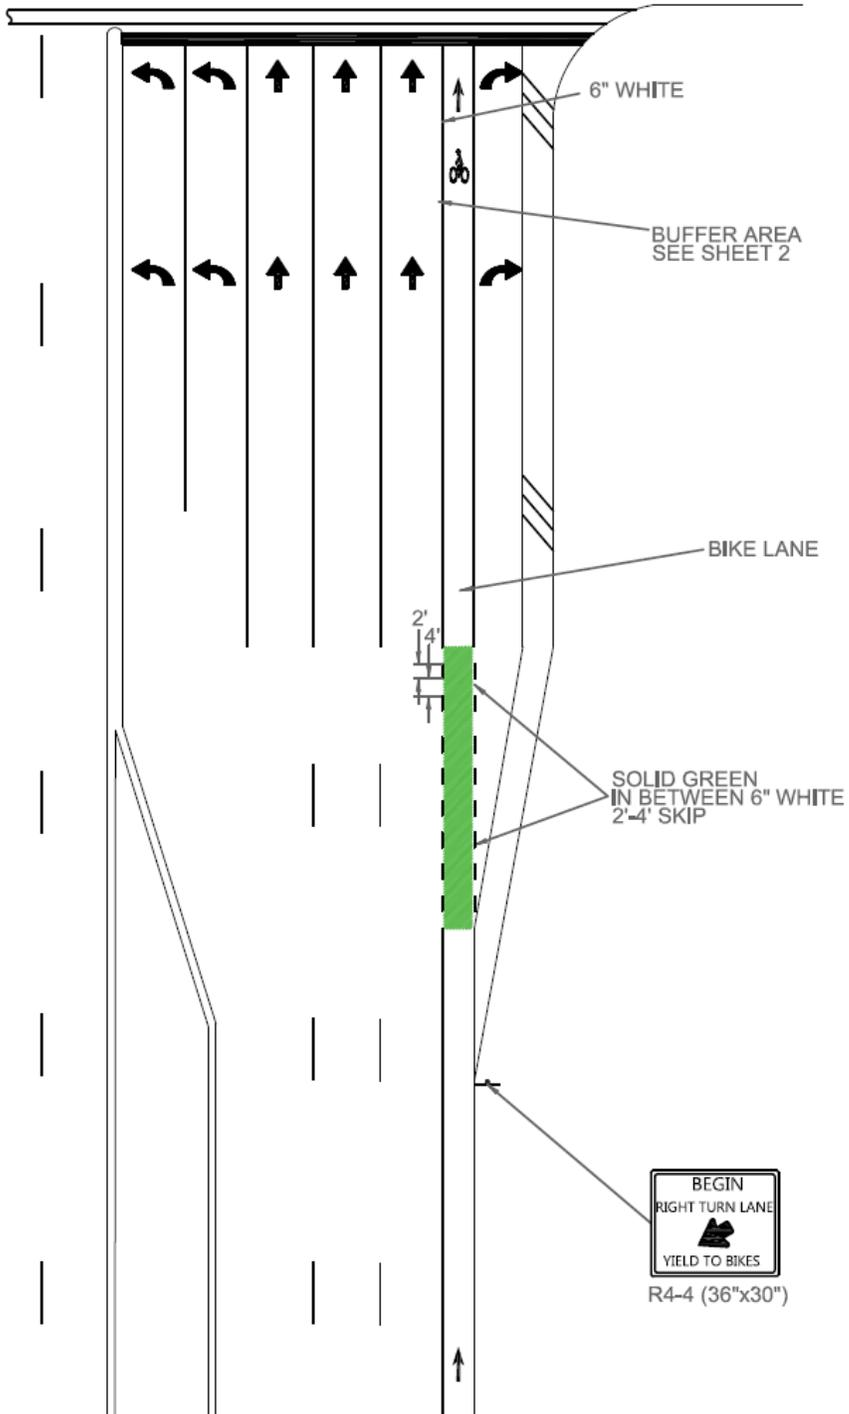 6" WHITE
BUFFER AREA
SEE SHEET 2
BIKE LANE
2'
4'
SOLID GREEN
IN BETWEEN 6" WHITE
2'-4' SKIP
BEGIN
RIGHT TURN LANE
YIELD TO BIKES
R4-4 (36"x30")